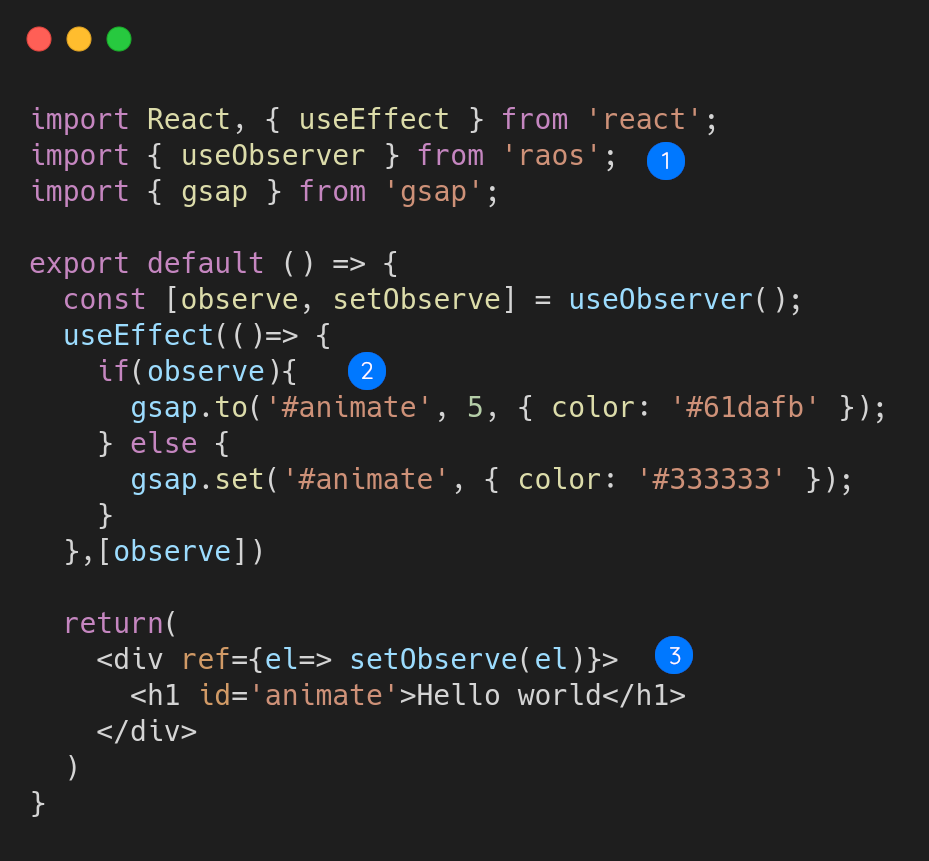 import React, { useEffect } from 'react';
import { useObserver } from 'raos'; 1
import { gsap } from 'gsap';

export default () => {
  const [observe, setObserve] = useObserver();
  useEffect(()=> {
    if(observe){ 2
      gsap.to('#animate', 5, { color: '#61dafb' });
    } else {
      gsap.set('#animate', { color: '#333333' });
    }
  },[observe])

  return(
    <div ref={el=> setObserve(el)}> 3
      <h1 id='animate'>Hello world</h1>
    </div>
  )
}